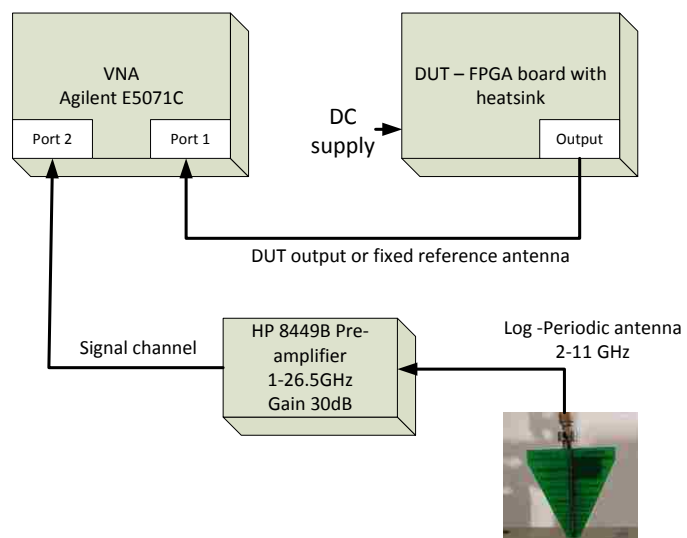 VNA
Agilent E5071C
Port 2
Port 1
DUT – FPGA board with
heatsink
Output
DC
supply
DUT output or fixed reference antenna
Signal channel
HP 8449B Pre-
amplifier
1-26.5GHz
Gain 30dB
Log -Periodic antenna
2-11 GHz